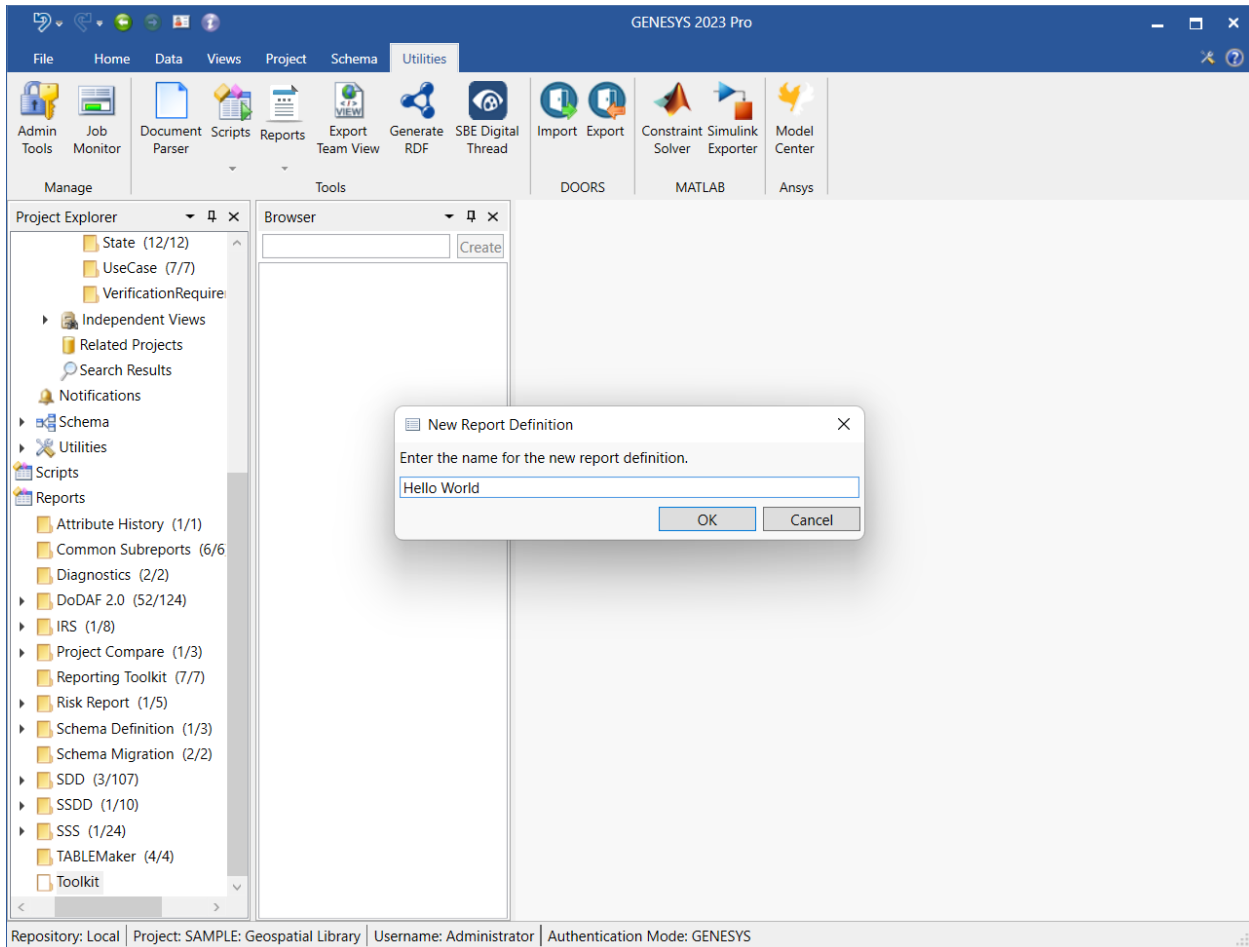 GENESYS 2023 Pro
File Home Data Views Project Schema Utilities
Admin Tools
Job Monitor
Document Parser
Scripts
Reports
VIEW
Export Team View
Generate RDF
SBE Digital Thread
Import
Export
Constraint Solver
Simulink Exporter
Model Center
Manage
Tools
DOORS
MATLAB
Ansys
Project Explorer
State (12/12)
UseCase (7/7)
VerificationRequire
Independent Views
Related Projects
Search Results
Notifications
Schema
Utilities
Scripts
Reports
Attribute History (1/1)
Common Subreports (6/6
Diagnostics (2/2)
DoDAF 2.0 (52/124)
IRS (1/8)
Project Compare (1/3)
Reporting Toolkit (7/7)
Risk Report (1/5)
Schema Definition (1/3)
Schema Migration (2/2)
SDD (3/107)
SSDD (1/10)
SSS (1/24)
TABLEMaker (4/4)
Toolkit
Browser
Create
New Report Definition
Enter the name for the new report definition.
Hello World
OK Cancel
Repository: Local Project: SAMPLE: Geospatial Library Username: Administrator Authentication Mode: GENESYS